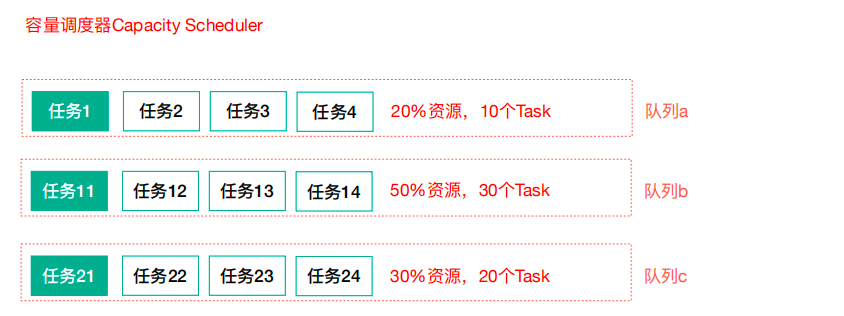 容量调度器Capacity Scheduler
任务1 任务2 任务3 任务4 20%资源，10个Task 队列a
任务11 任务12 任务13 任务14 50%资源，30个Task 队列b
任务21 任务22 任务23 任务24 30%资源，20个Task 队列c